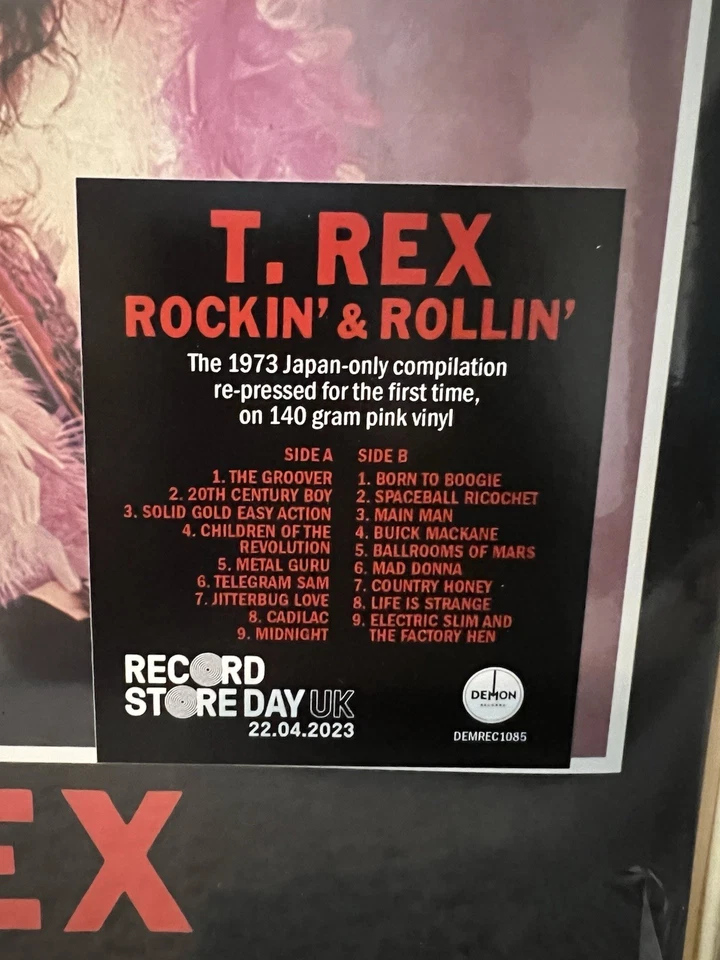 T. REX
ROCKIN' & ROLLIN'
The 1973 Japan-only compilation
re-pressed for the first time,
on 140 gram pink vinyl
SIDE A
1. THE GROOVER
2. 20TH CENTURY BOY
3. SOLID GOLD EASY ACTION
4. CHILDREN OF THE
REVOLUTION
5. METAL GURU
6. TELEGRAM SAM
7. JITTERBUG LOVE
8. CADILAC
9. MIDNIGHT
SIDE B
1. BORN TO BOOGIE
2. SPACEBALL RICOCHET
3. MAIN MAN
4. BUICK MACKANE
5. BALLROOMS OF MARS
6. MAD DONNA
7. COUNTRY HONEY
8. LIFE IS STRANGE
9. ELECTRIC SLIM AND
THE FACTORY HEN
RECORD
STORE DAY UK
22.04.2023
DEMON
RECORDS
DEMREC1085
EX